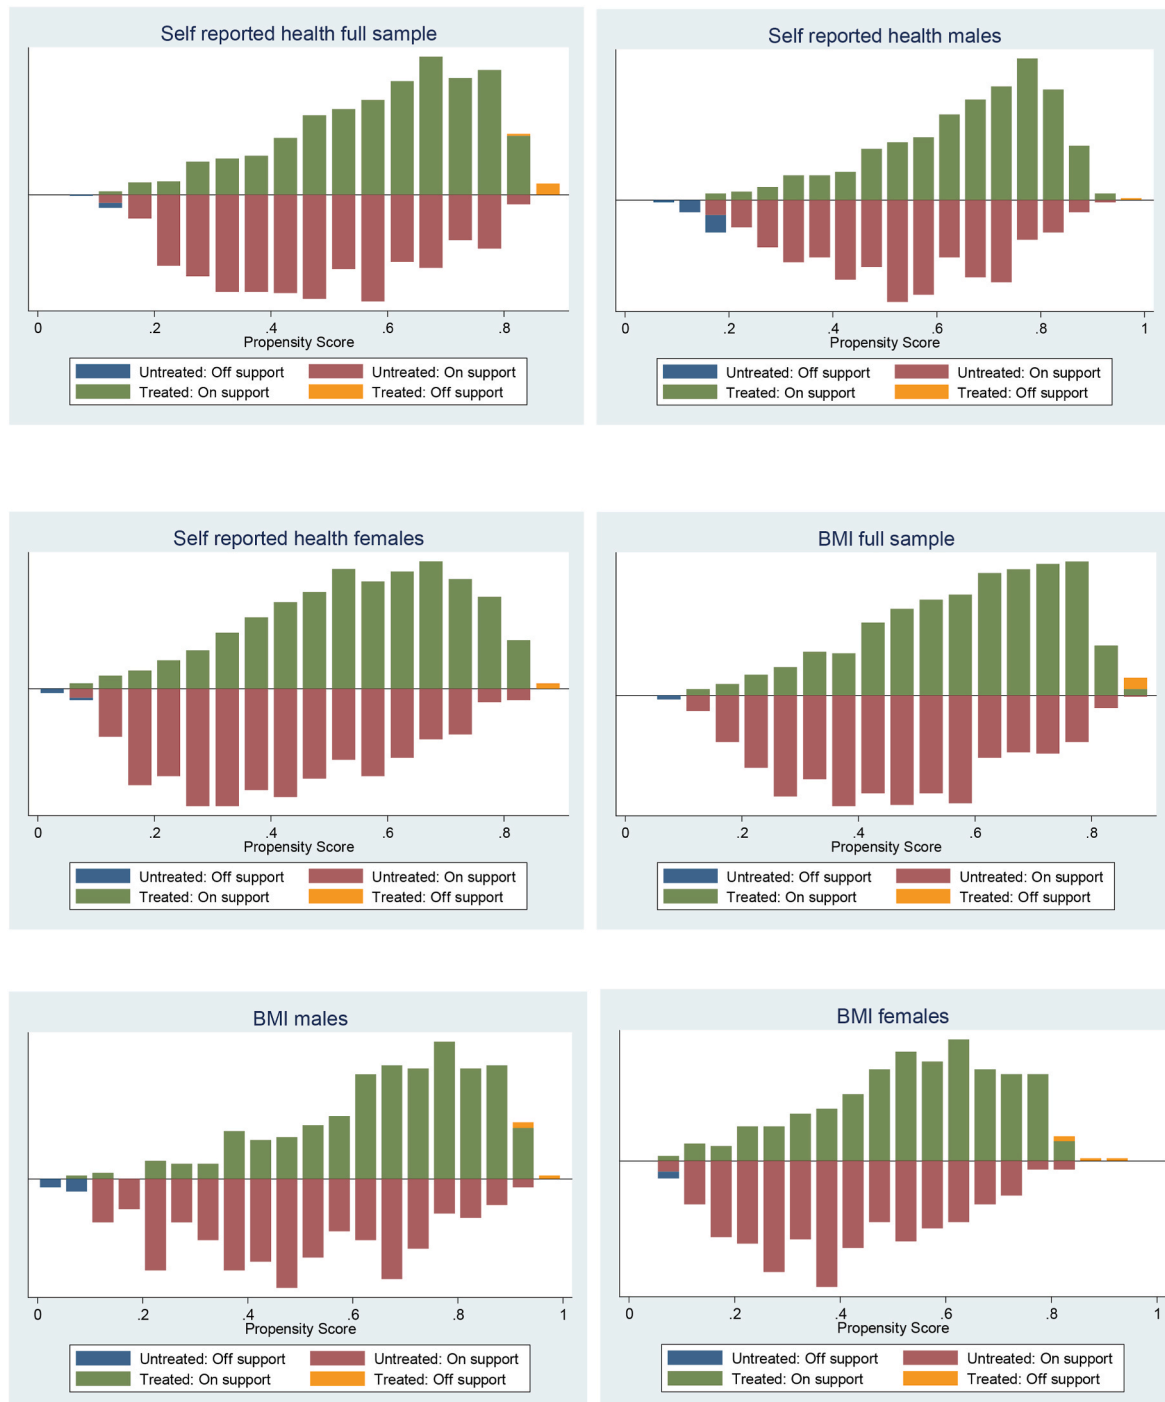 Self reported health full sample
0 .2 .4 .6 .8
Propensity Score
Untreated: Off support Untreated: On support
Treated: On support Treated: Off support
Self reported health males
0 .2 .4 .6 .8 1
Propensity Score
Untreated: Off support Untreated: On support
Treated: On support Treated: Off support
Self reported health females
0 .2 .4 .6 .8
Propensity Score
Untreated: Off support Untreated: On support
Treated: On support Treated: Off support
BMI full sample
0 .2 .4 .6 .8
Propensity Score
Untreated: Off support Untreated: On support
Treated: On support Treated: Off support
BMI males
0 .2 .4 .6 .8 1
Propensity Score
Untreated: Off support Untreated: On support
Treated: On support Treated: Off support
BMI females
0 .2 .4 .6 .8 1
Propensity Score
Untreated: Off support Untreated: On support
Treated: On support Treated: Off support